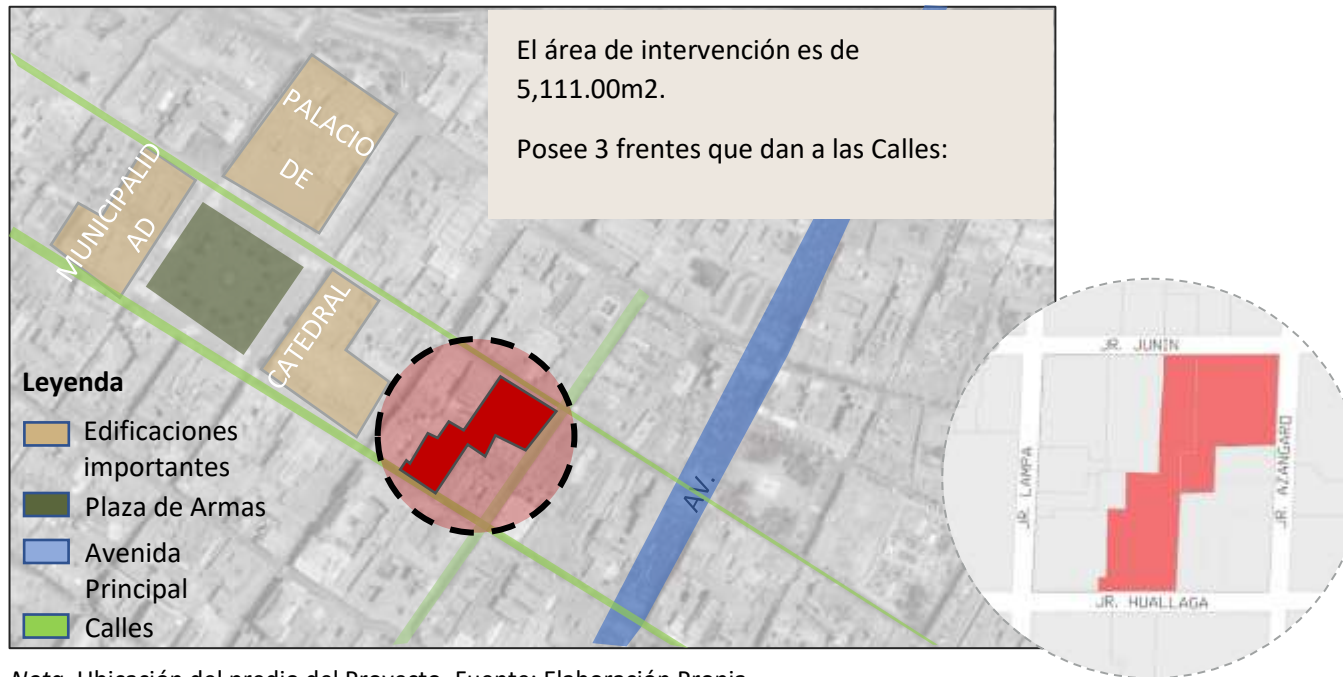 El área de intervención es de
5,111.00m2.
Posee 3 frentes que dan a las Calles:
PALACIO
DE
MUNICIPALID
AD
CATEDRAL
AV.
Leyenda
Edificaciones
importantes
Plaza de Armas
Avenida
Principal
Calles
JR. JUNIN
JR. LAMPA
JR. AZANGARO
JR. HUALLAGA
Nota. Ubicación del predio del Proyecto. Fuente: Elaboración Propia